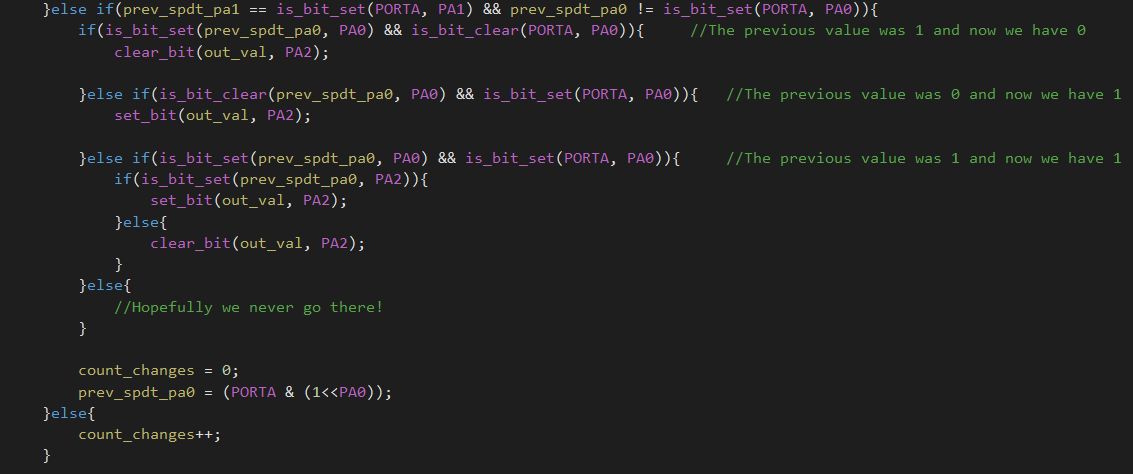 }else if(prev_spdt_pa1 == is_bit_set(PORTA, PA1) && prev_spdt_pa0 != is_bit_set(PORTA, PA0)){
    if(is_bit_set(prev_spdt_pa0, PA0) && is_bit_clear(PORTA, PA0)){     //The previous value was 1 and now we have 0
        clear_bit(out_val, PA2);

    }else if(is_bit_clear(prev_spdt_pa0, PA0) && is_bit_set(PORTA, PA0)){   //The previous value was 0 and now we have 1
        set_bit(out_val, PA2);

    }else if(is_bit_set(prev_spdt_pa0, PA0) && is_bit_set(PORTA, PA0)){     //The previous value was 1 and now we have 1
        if(is_bit_set(prev_spdt_pa0, PA2)){
            set_bit(out_val, PA2);
        }else{
            clear_bit(out_val, PA2);
        }
    }else{
        //Hopefully we never go there!
    }

    count_changes = 0;
    prev_spdt_pa0 = (PORTA & (1<<PA0));
}else{
    count_changes++;
}